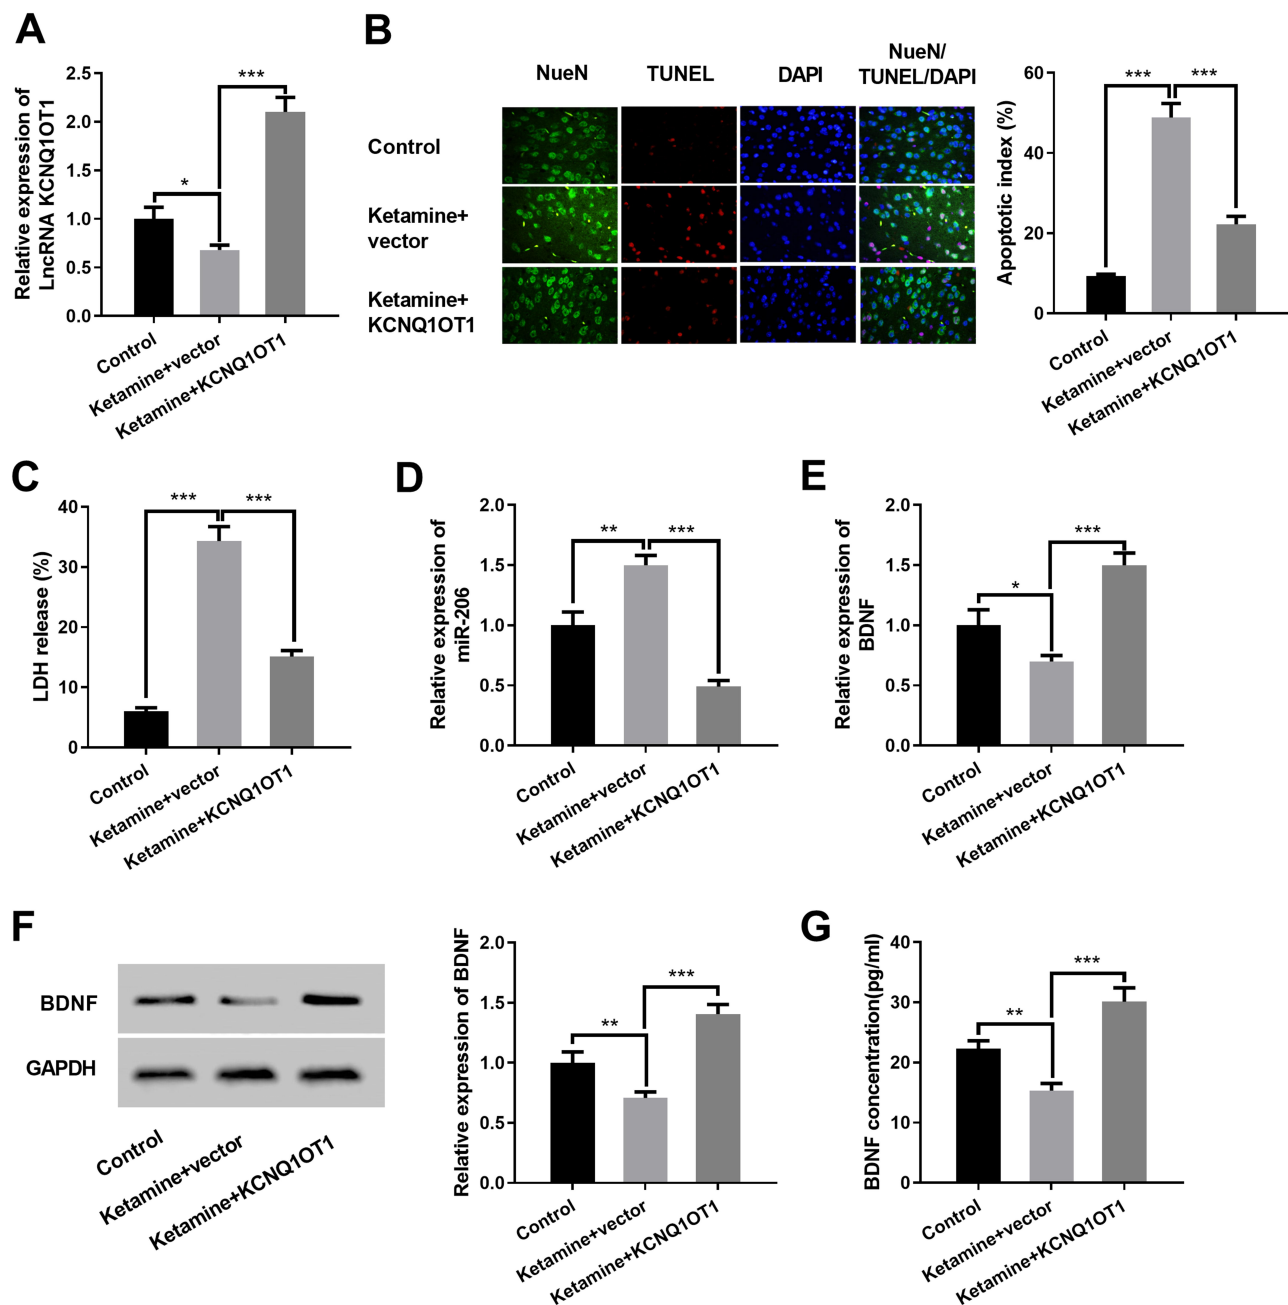 A
Relative expression of
LncRNA KCNQ1OT1
2.5
2.0
1.5
1.0
0.5
0.0
*
***
Control
Ketamine+vector
Ketamine+KCNQ1OT1
B
NueN
TUNEL
DAPI
NueN/
TUNEL/DAPI
Control
Ketamine+
vector
Ketamine+
KCNQ1OT1
Apoptotic index (%)
60
40
20
0
***
***
Control
Ketamine+vector
Ketamine+KCNQ1OT1
C
LDH release (%)
40
30
20
10
0
***
***
Control
Ketamine+vector
Ketamine+KCNQ1OT1
D
Relative expression of
miR-206
2.0
1.5
1.0
0.5
0.0
**
***
Control
Ketamine+vector
Ketamine+KCNQ1OT1
E
Relative expression of
BDNF
2.0
1.5
1.0
0.5
0.0
*
***
Control
Ketamine+vector
Ketamine+KCNQ1OT1
F
BDNF
GAPDH
Control
Ketamine+vector
Ketamine+KCNQ1OT1
Relative expression of BDNF
2.0
1.5
1.0
0.5
0.0
**
***
Control
Ketamine+vector
Ketamine+KCNQ1OT1
G
BDNF concentration(pg/ml)
40
30
20
10
0
**
***
Control
Ketamine+vector
Ketamine+KCNQ1OT1